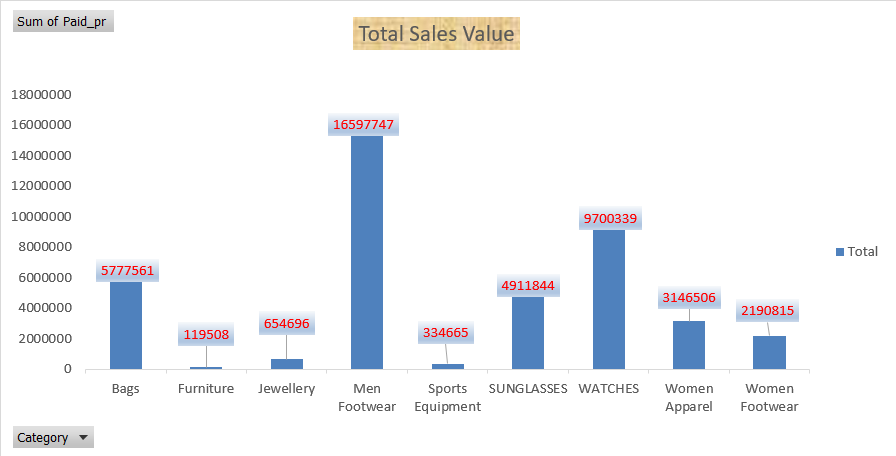 Sum of Paid_pr
Total Sales Value
18000000
16000000
14000000
12000000
10000000
8000000
6000000
4000000
2000000
0
5777561
119508
654696
16597747
334665
4911844
9700339
3146506
2190815
Bags
Furniture
Jewellery
Men
Footwear
Sports
Equipment
SUNGLASSES
WATCHES
Women
Apparel
Women
Footwear
Total
Category